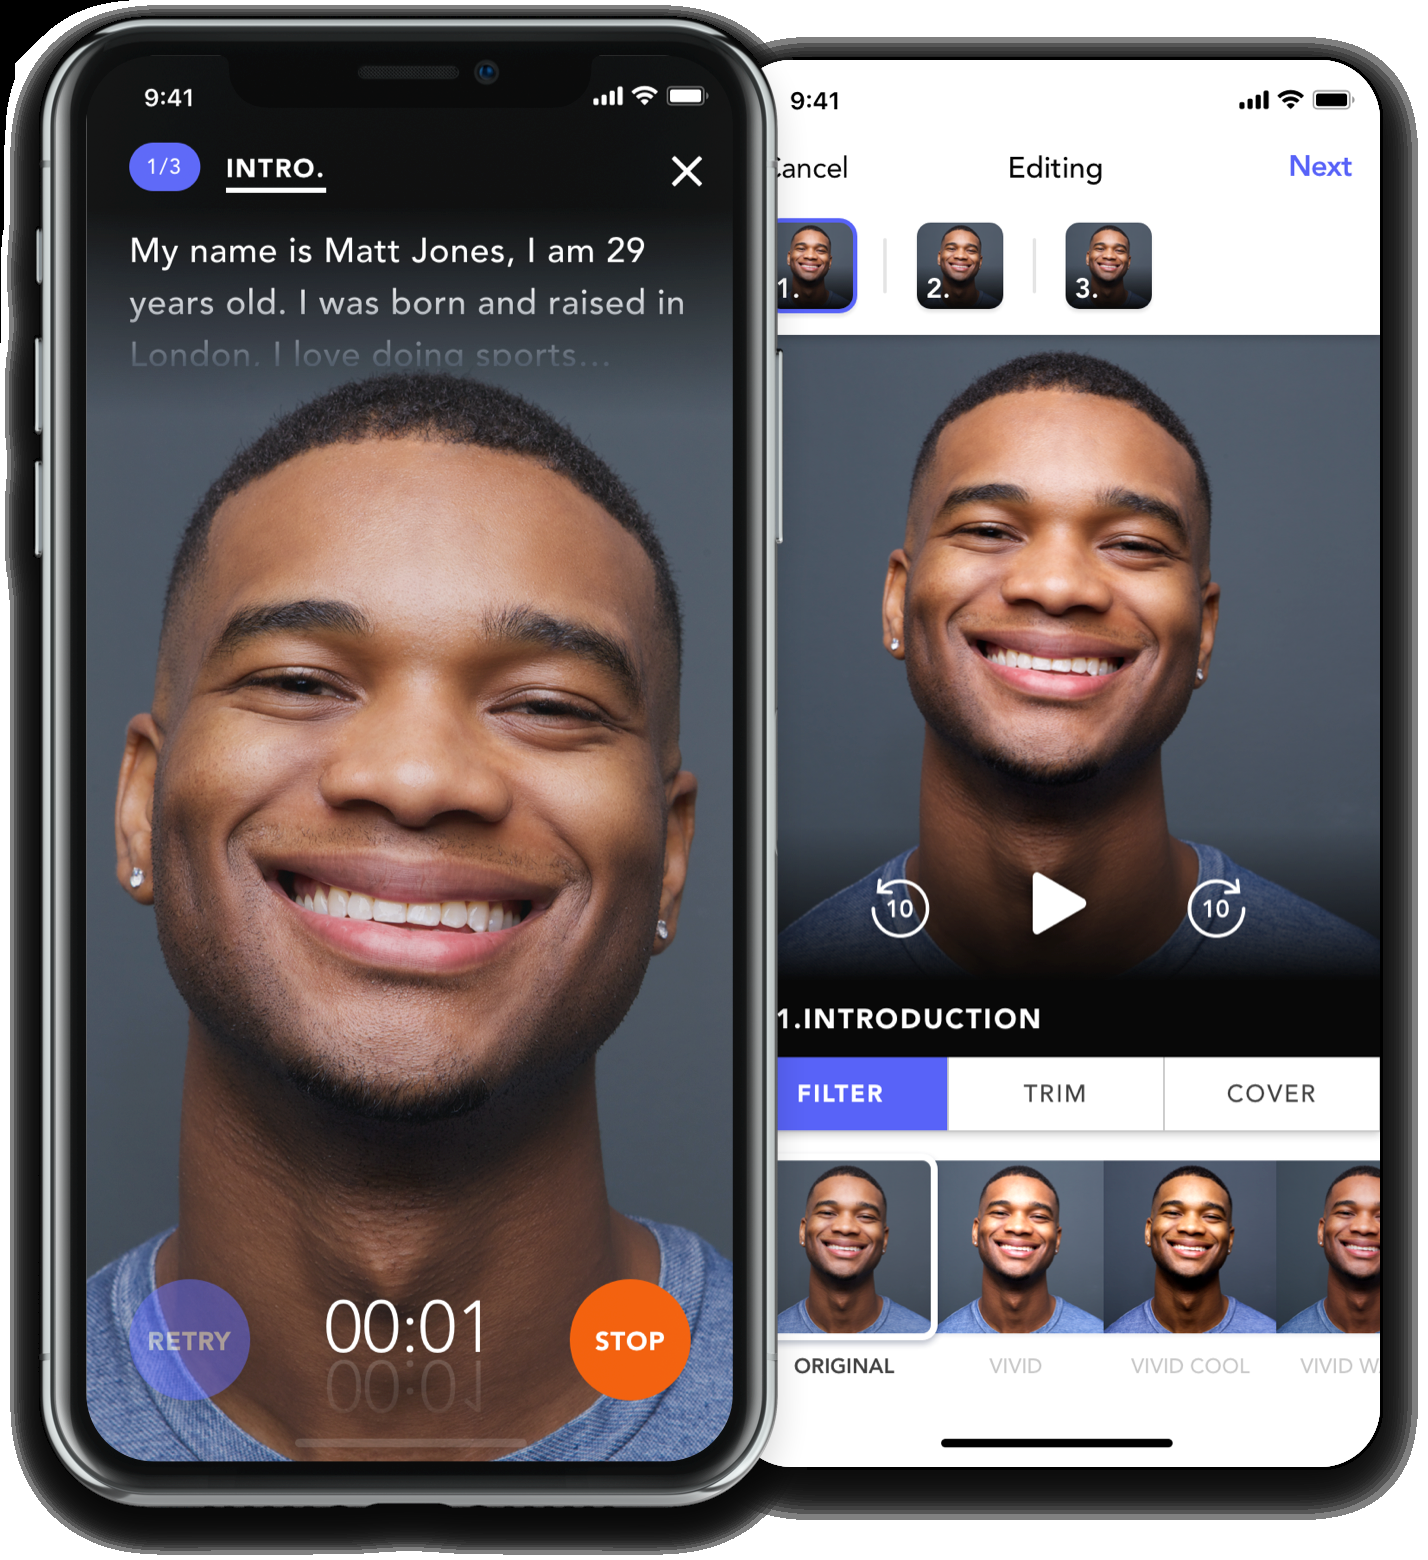 9:41
1/3 INTRO.
My name is Matt Jones, I am 29
years old. I was born and raised in
London. I love doing sports...
RETRY
00:01
STOP
9:41
Cancel
Editing
Next
1.
2.
3.
10
10
1.INTRODUCTION
FILTER
TRIM
COVER
ORIGINAL
VIVID
VIVID COOL
VIVID W